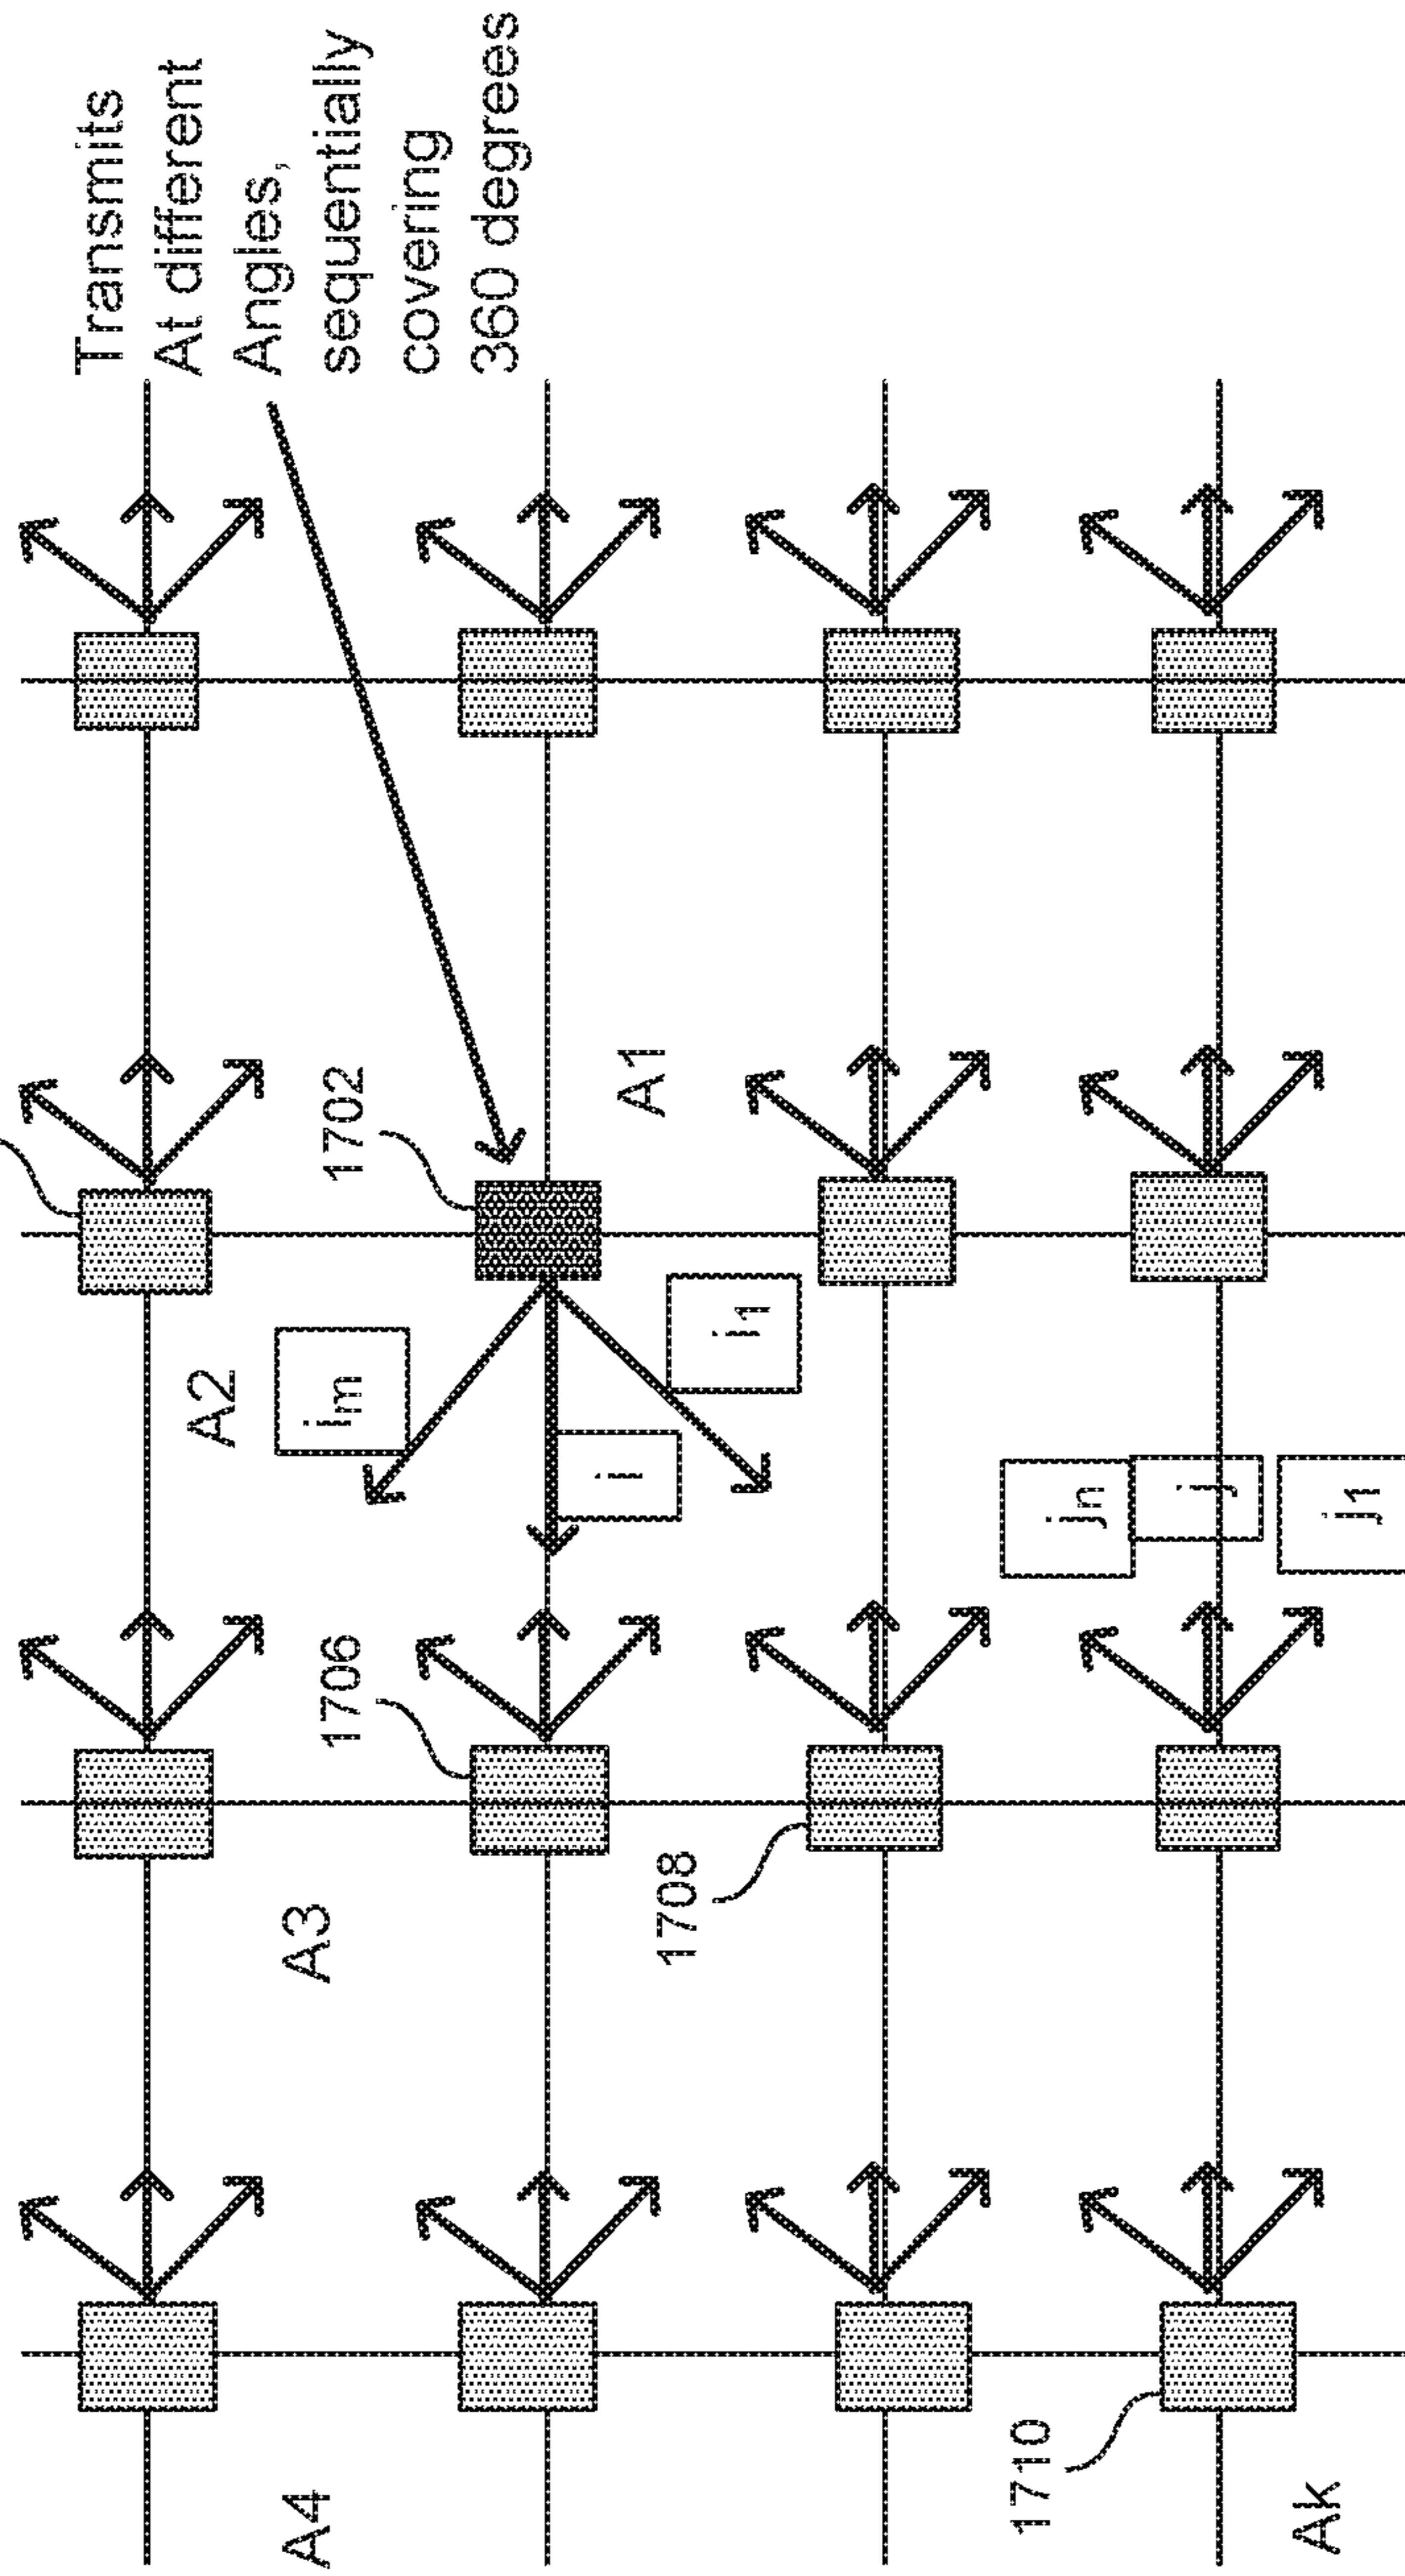 Transmits
At different
Angles,
sequentially
covering
360 degrees
A2
A4
A3
im
1706
1702
i
A1
1708
i1
1710
jn
j
Ak
j1